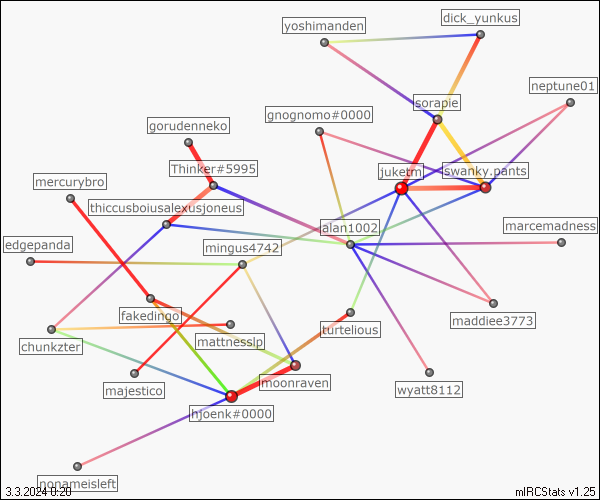 dick_yunkus
yoshimanden
neptune01
sorapie
gnognomo#0000
gorudenneko
Thinker#5995
juketm
swanky.pants
mercurybro
thiccusboiusalexusjoneus
alan1002
marcemadness
edgepanda
mingus4742
fakedingo
maddiee3773
turtelious
mattnesslp
chunkzter
moonraven
majestico
wyatt8112
hjoenk#0000
nonameisleft
3.3.2024 0:20
mIRCStats v1.25